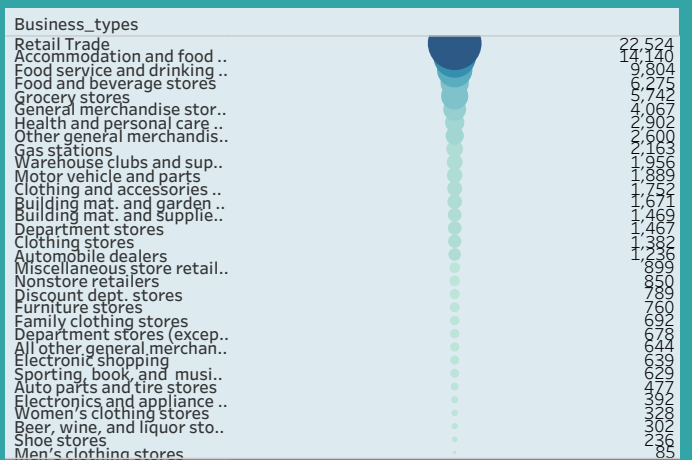 Business_types
Retail Trade 22,524
Accommodation and food .. 14,140
Food service and drinking .. 9,804
Food and beverage stores 6,275
Grocery stores 5,742
General merchandise stor.. 4,067
Health and personal care .. 2,902
Other general merchandis.. 2,600
Gas stations 2,163
Warehouse clubs and sup.. 1,956
Motor vehicle and parts 1,889
Clothing and accessories .. 1,752
Building mat. and garden .. 1,671
Building mat. and supplie.. 1,469
Department stores 1,467
Clothing stores 1,382
Automobile dealers 1,236
Miscellaneous store retail.. 899
Nonstore retailers 850
Discount dept. stores 789
Furniture stores 760
Family clothing stores 692
Department stores (excep.. 678
All other general merchan.. 644
Electronic shopping 639
Sporting, book, and  musi.. 629
Auto parts and tire stores 477
Electronics and appliance .. 392
Women's clothing stores 328
Beer, wine, and liquor sto.. 302
Shoe stores 236
Men's clothing stores 85